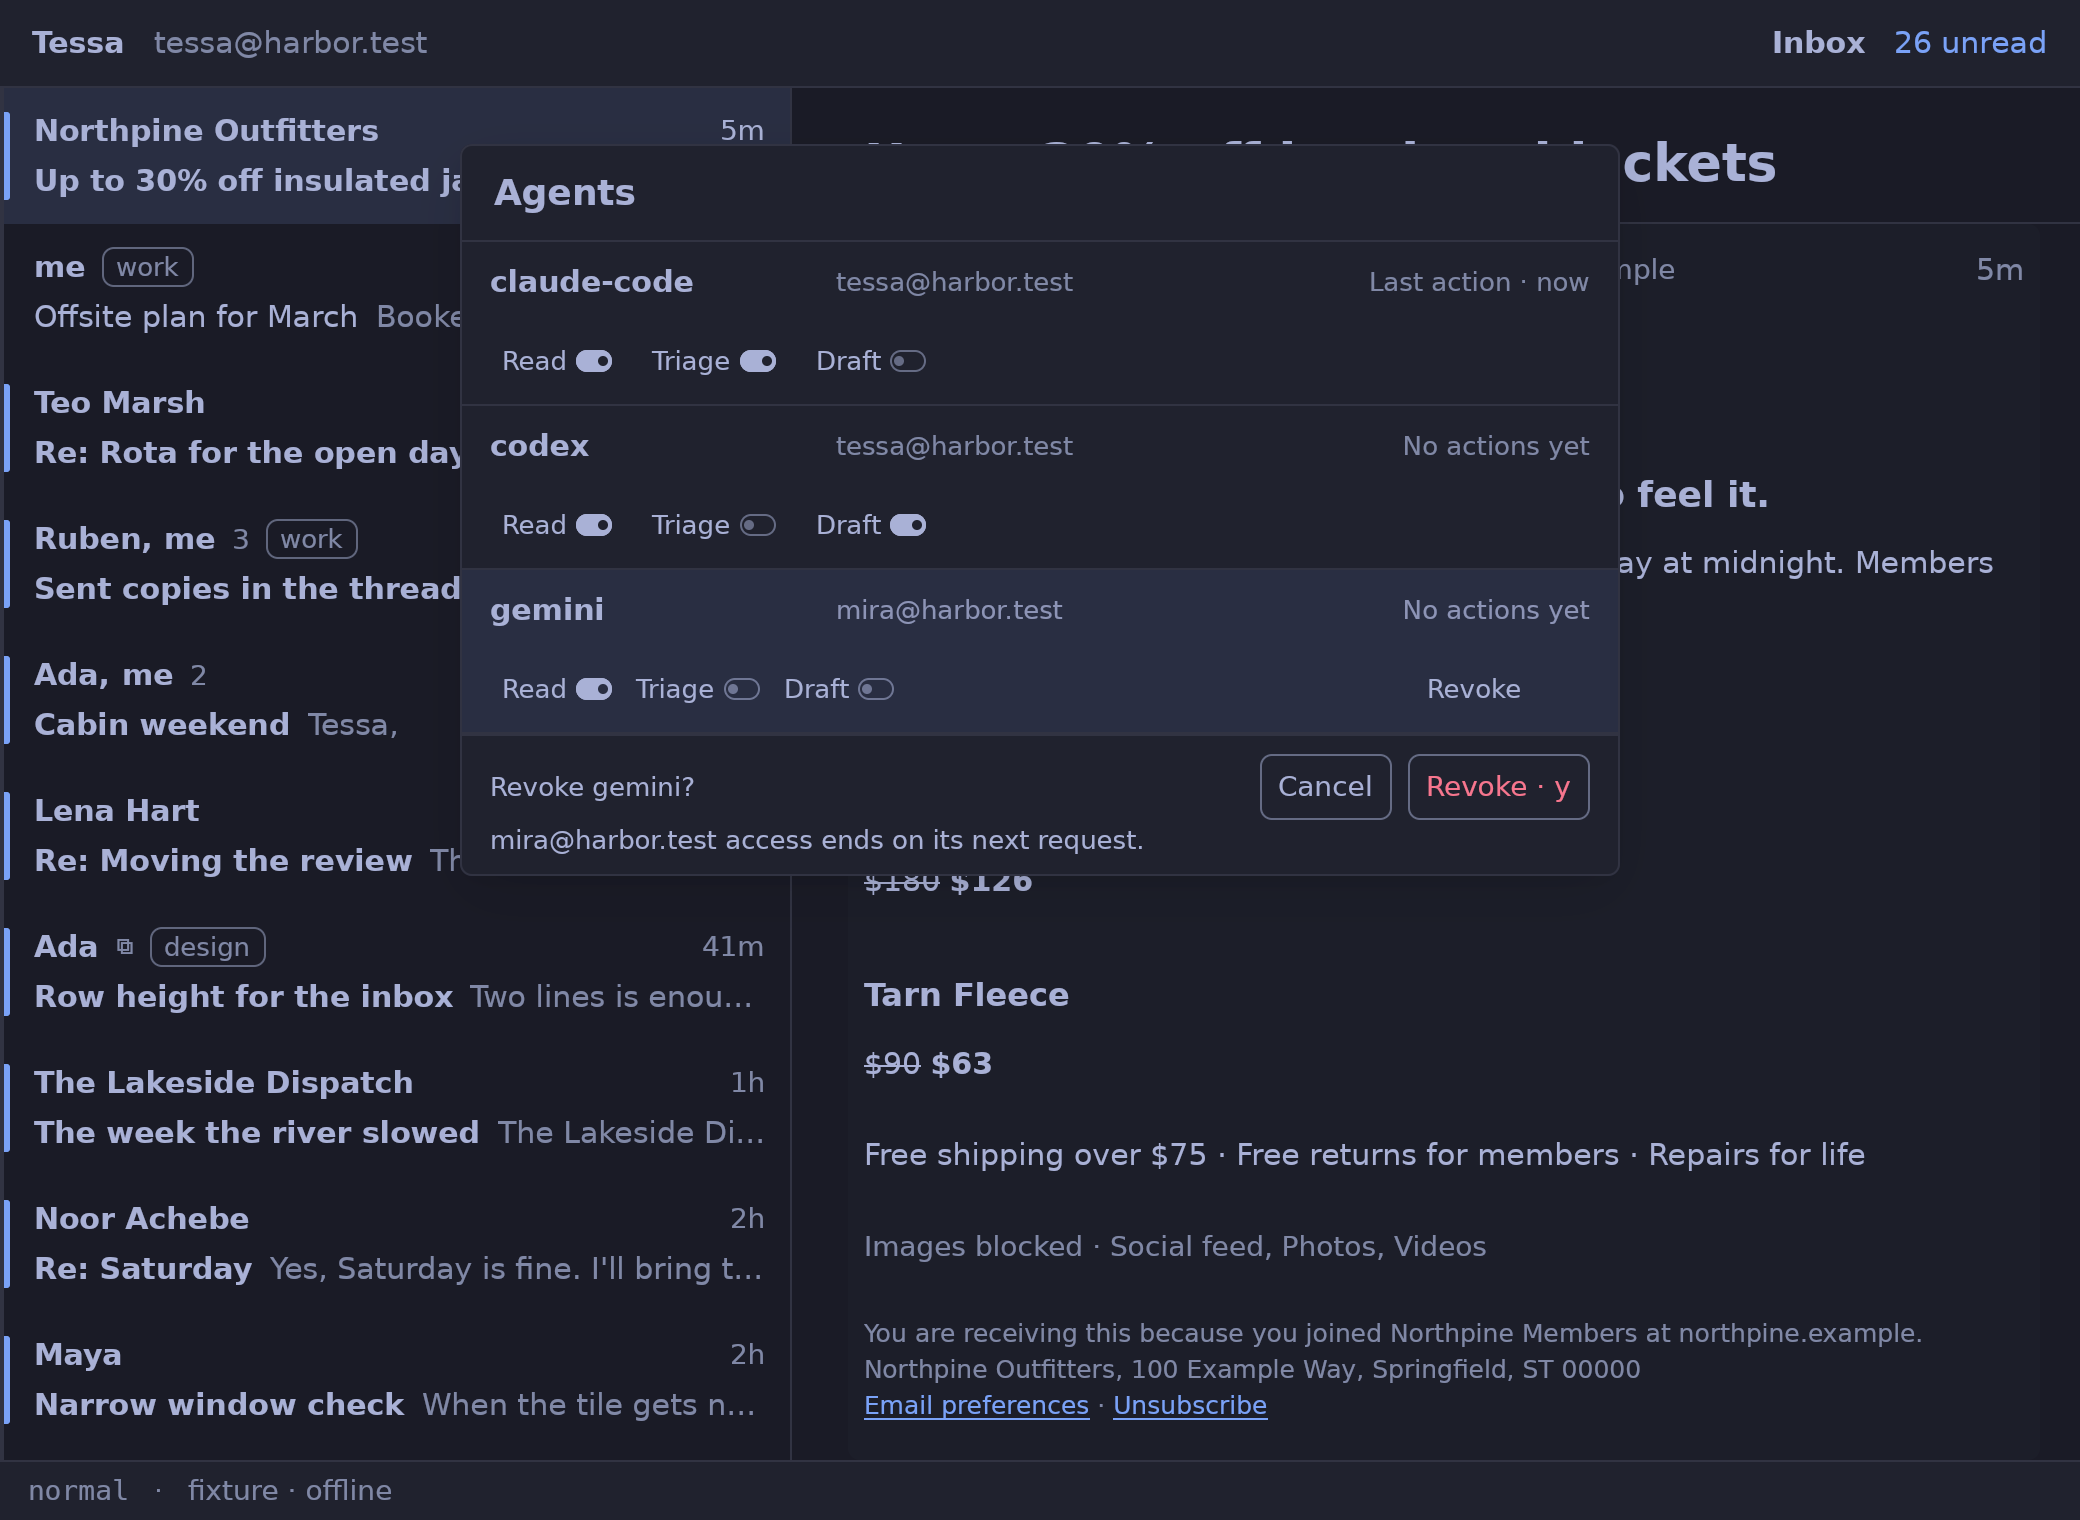 Tessa tessa@harbor.test
Inbox 26 unread
Northpine Outfitters 5m
Up to 30% off insulated
me work
Offsite plan for March
Teo Marsh
Re: Rota for the open day
Ruben, me 3 work
Sent copies in the thread
Ada, me 2
Cabin weekend Tessa,
Lena Hart
Re: Moving the review
Ada design 41m
Row height for the inbox Two lines is enou…
The Lakeside Dispatch 1h
The week the river slowed The Lakeside Di…
Noor Achebe 2h
Re: Saturday Yes, Saturday is fine. I'll bring t…
Maya 2h
Narrow window check When the tile gets n…
Agents
claude-code tessa@harbor.test Last action · now
Read Triage Draft
codex tessa@harbor.test No actions yet
Read Triage Draft
gemini mira@harbor.test No actions yet
Read Triage Draft Revoke
Revoke gemini? Cancel Revoke · y
mira@harbor.test access ends on its next request.
ckets
mple 5m
feel it.
ay at midnight. Members
$180 $126
Tarn Fleece
$90 $63
Free shipping over $75 · Free returns for members · Repairs for life
Images blocked · Social feed, Photos, Videos
You are receiving this because you joined Northpine Members at northpine.example.
Northpine Outfitters, 100 Example Way, Springfield, ST 00000
Email preferences · Unsubscribe
normal · fixture · offline